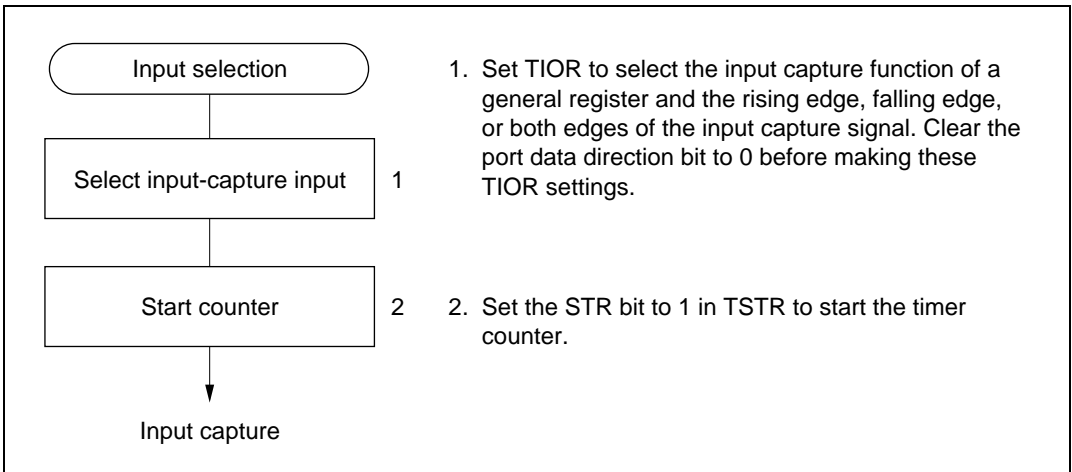 Input selection
Select input-capture input
1
Start counter
2
Input capture
1. Set TIOR to select the input capture function of a
general register and the rising edge, falling edge,
or both edges of the input capture signal. Clear the
port data direction bit to 0 before making these
TIOR settings.
2. Set the STR bit to 1 in TSTR to start the timer
counter.